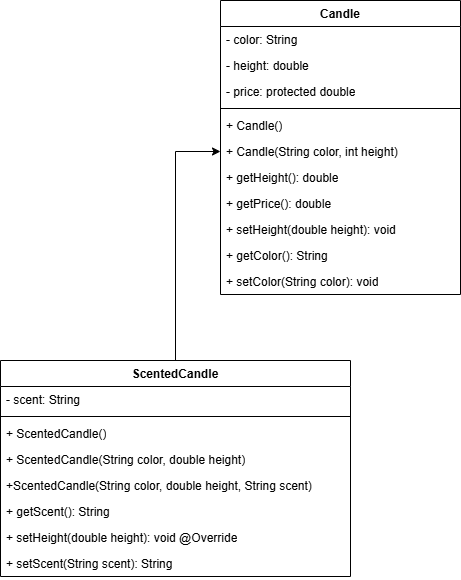 Candle
- color: String
- height: double
- price: protected double
+ Candle()
+ Candle(String color, int height)
+ getHeight(): double
+ getPrice(): double
+ setHeight(double height): void
+ getColor(): String
+ setColor(String color): void
ScentedCandle
- scent: String
+ ScentedCandle()
+ ScentedCandle(String color, double height)
+ScentedCandle(String color, double height, String scent)
+ getScent(): String
+ setHeight(double height): void @Override
+ setScent(String scent): String